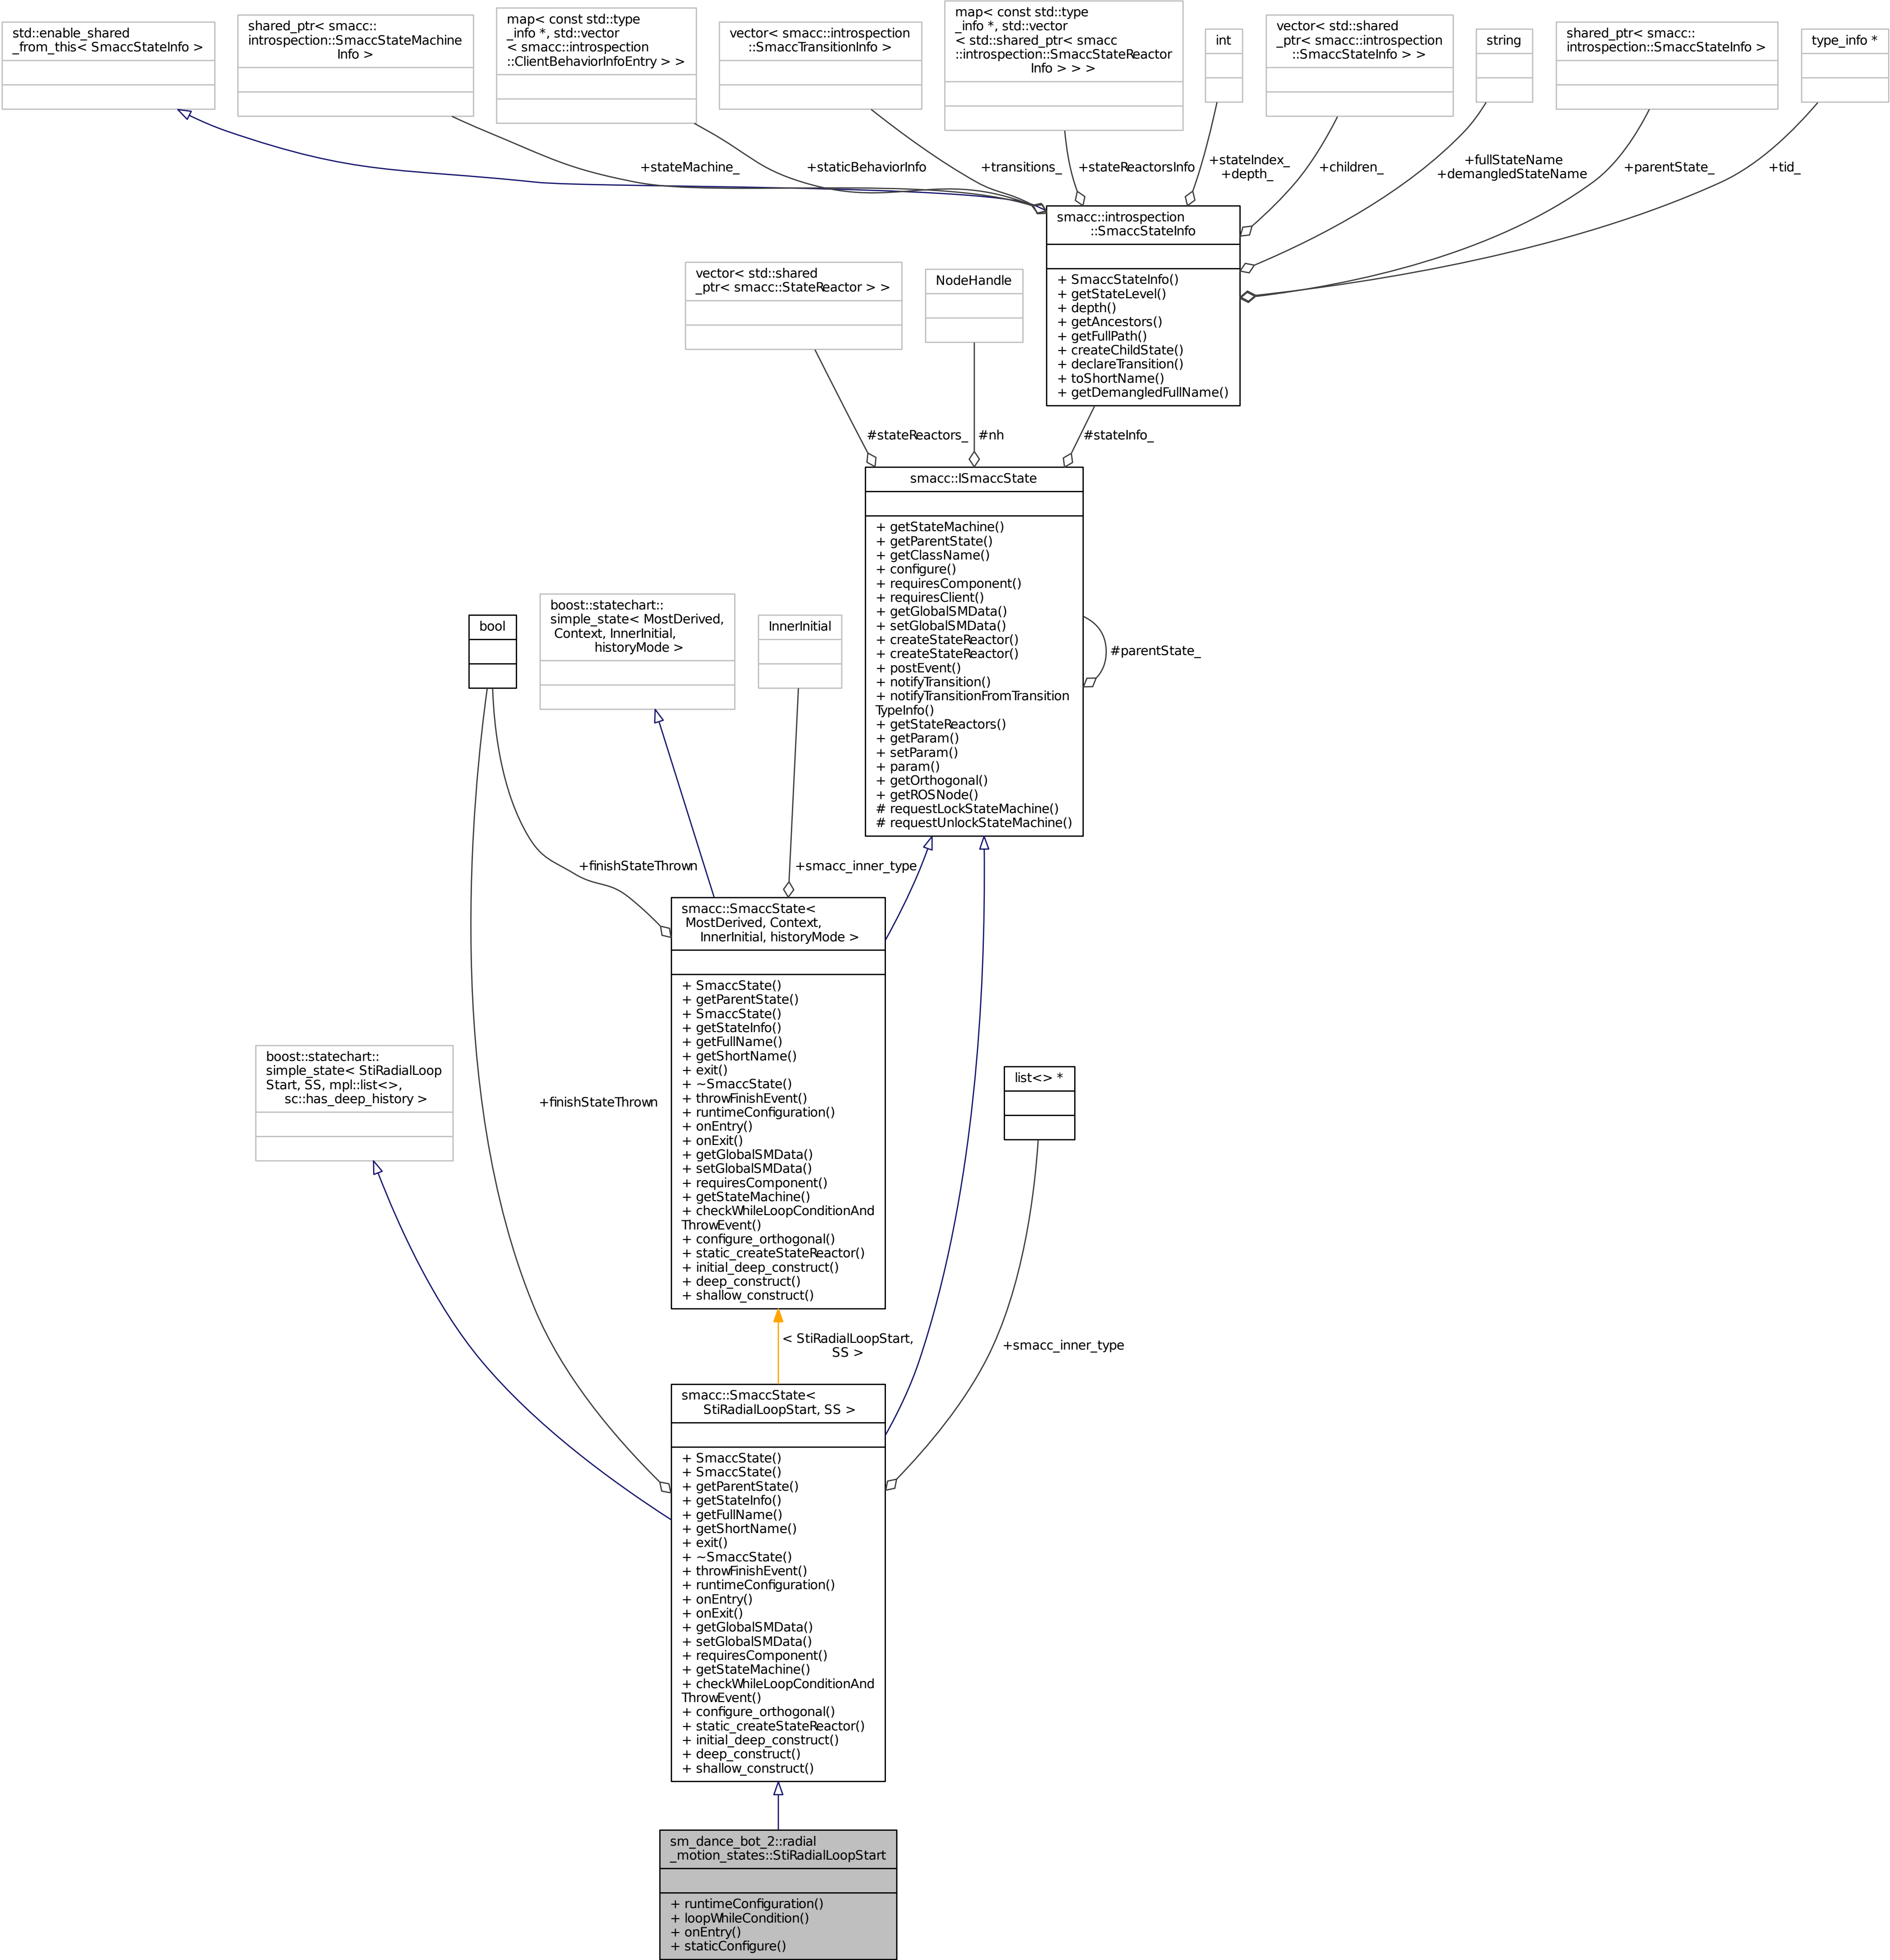 std::enable_shared
_from_this< SmaccStateInfo >
shared_ptr< smacc::
introspection::SmaccStateMachine
Info >
map< const std::type
_info *, std::vector
< smacc::introspection
::ClientBehaviorInfoEntry > >
vector< smacc::introspection
::SmaccTransitionInfo >
map< const std::type
_info *, std::vector
< std::shared_ptr< smacc
::introspection::SmaccStateReactor
Info > > >
int
vector< std::shared
_ptr< smacc::introspection
::SmaccStateInfo > >
string
shared_ptr< smacc::
introspection::SmaccStateInfo >
type_info *
+stateMachine_
+staticBehaviorInfo
+transitions_
+stateReactorsInfo
+stateIndex_
+depth_
+children_
+fullStateName
+demangledStateName
+parentState_
+tid_
smacc::introspection
::SmaccStateInfo
+ SmaccStateInfo()
+ getStateLevel()
+ depth()
+ getAncestors()
+ getFullPath()
+ createChildState()
+ declareTransition()
+ toShortName()
+ getDemangledFullName()
vector< std::shared
_ptr< smacc::StateReactor > >
NodeHandle
#stateReactors_
#nh
#stateInfo_
smacc::ISmaccState
+ getStateMachine()
+ getParentState()
+ getClassName()
+ configure()
+ requiresComponent()
+ requiresClient()
+ getGlobalSMData()
+ setGlobalSMData()
+ createStateReactor()
+ createStateReactor()
+ postEvent()
+ notifyTransition()
+ notifyTransitionFromTransition
TypeInfo()
+ getStateReactors()
+ getParam()
+ setParam()
+ param()
+ getOrthogonal()
+ getROSNode()
# requestLockStateMachine()
# requestUnlockStateMachine()
#parentState_
bool
boost::statechart::
simple_state< MostDerived,
Context, InnerInitial,
historyMode >
InnerInitial
+finishStateThrown
+smacc_inner_type
smacc::SmaccState<
MostDerived, Context,
InnerInitial, historyMode >
+ SmaccState()
+ getParentState()
+ SmaccState()
+ getStateInfo()
+ getFullName()
+ getShortName()
+ exit()
+ ~SmaccState()
+ throwFinishEvent()
+ runtimeConfiguration()
+ onEntry()
+ onExit()
+ getGlobalSMData()
+ setGlobalSMData()
+ requiresComponent()
+ getStateMachine()
+ checkWhileLoopConditionAnd
ThrowEvent()
+ configure_orthogonal()
+ static_createStateReactor()
+ initial_deep_construct()
+ deep_construct()
+ shallow_construct()
boost::statechart::
simple_state< StiRadialLoop
Start, SS, mpl::list<>,
sc::has_deep_history >
+finishStateThrown
list<> *
< StiRadialLoopStart,
SS >
+smacc_inner_type
smacc::SmaccState<
StiRadialLoopStart, SS >
+ SmaccState()
+ SmaccState()
+ getParentState()
+ getStateInfo()
+ getFullName()
+ getShortName()
+ exit()
+ ~SmaccState()
+ throwFinishEvent()
+ runtimeConfiguration()
+ onEntry()
+ onExit()
+ getGlobalSMData()
+ setGlobalSMData()
+ requiresComponent()
+ getStateMachine()
+ checkWhileLoopConditionAnd
ThrowEvent()
+ configure_orthogonal()
+ static_createStateReactor()
+ initial_deep_construct()
+ deep_construct()
+ shallow_construct()
sm_dance_bot_2::radial
_motion_states::StiRadialLoopStart
+ runtimeConfiguration()
+ loopWhileCondition()
+ onEntry()
+ staticConfigure()